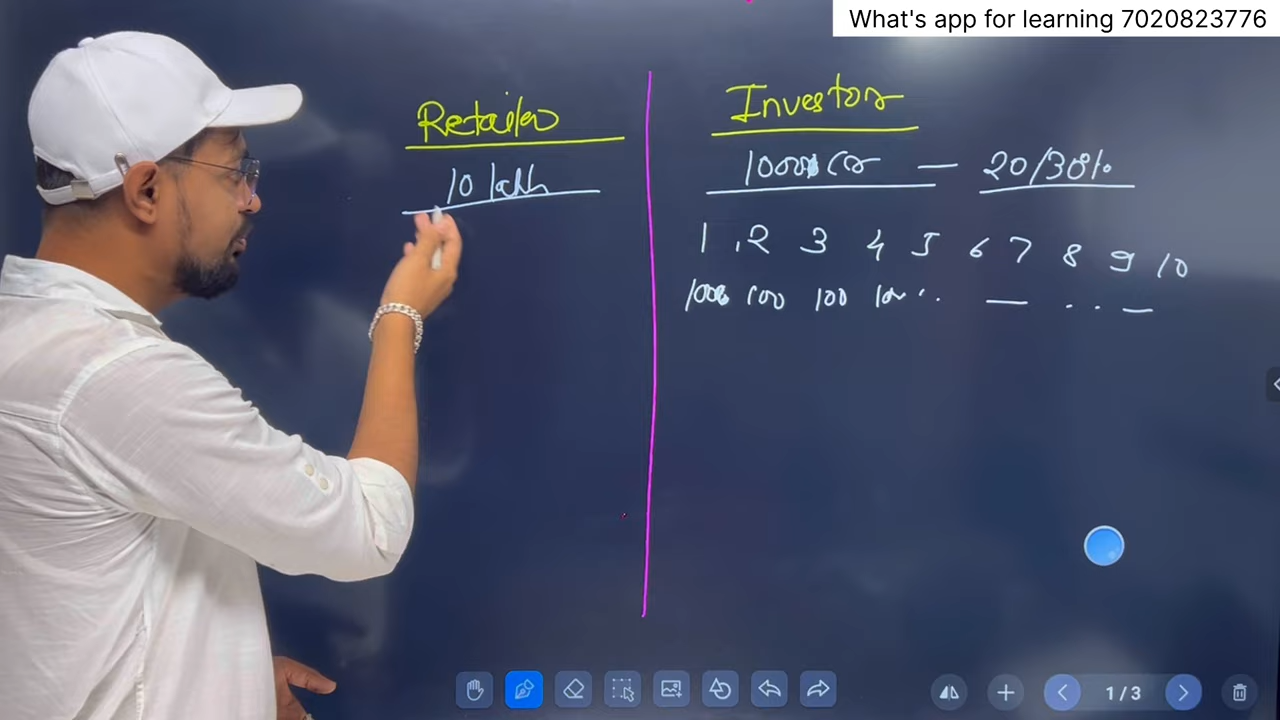 What's app for learning 7020823776
Retailer
10 lakh
Investor
1000 Cr — 20/30%
1 2 3 4 5 6 7 8 9 10
100 100 100 .. — .. —
1/3